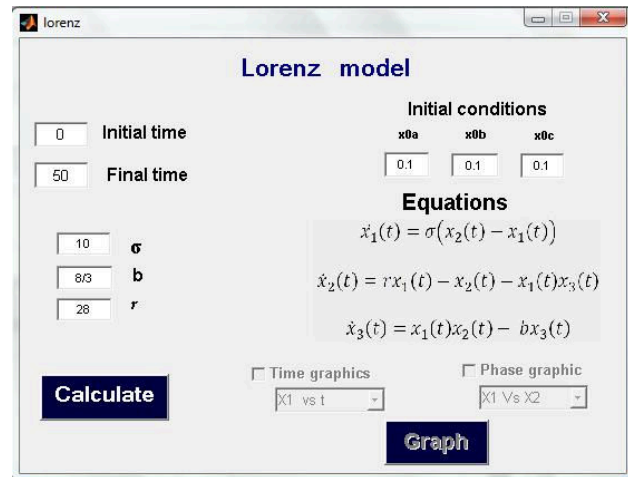 lorenz
Lorenz model
Initial conditions
x0a x0b x0c
0 Initial time
0.1 0.1 0.1
50 Final time
Equations
ẋ₁(t) = σ(x₂(t) − x₁(t))
10 σ
8/3 b
ẋ₂(t) = rx₁(t) − x₂(t) − x₁(t)x₃(t)
28 r
ẋ₃(t) = x₁(t)x₂(t) − bx₃(t)
Time graphics
Phase graphic
Calculate
X1 vs t
X1 Vs X2
Graph